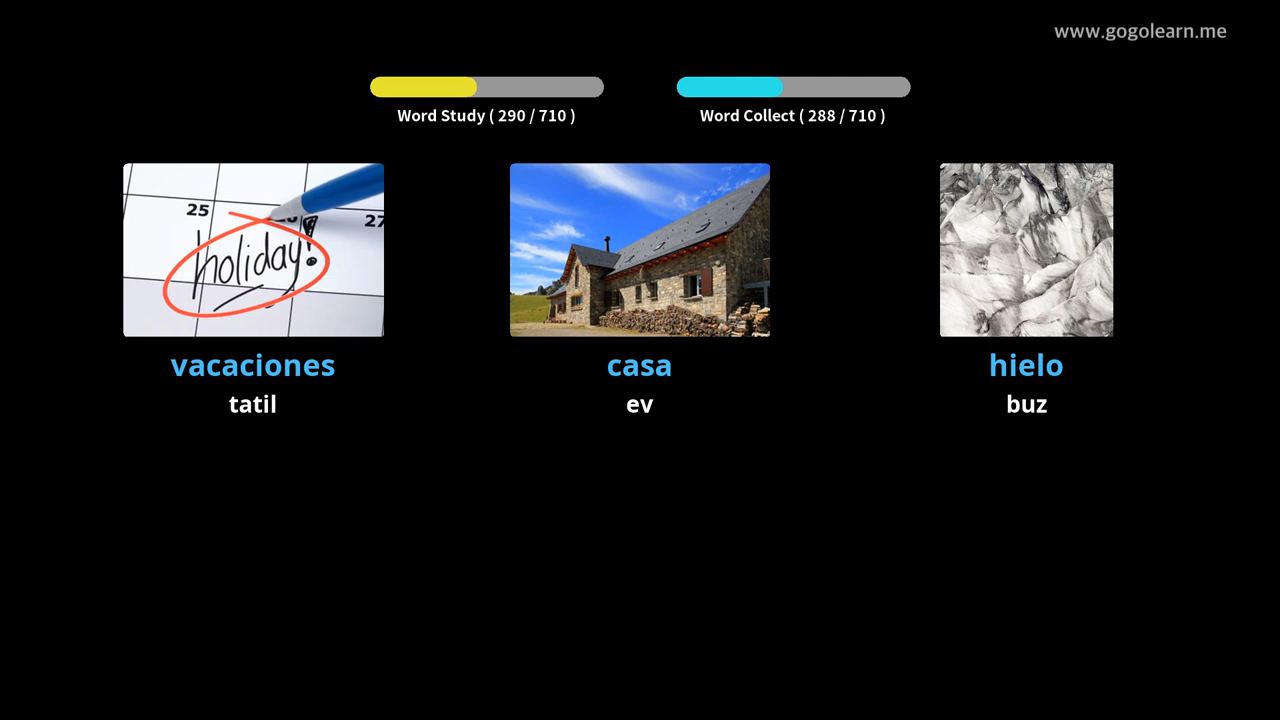 www.gogolearn.me
Word Study ( 290 / 710 )
Word Collect ( 288 / 710 )
25
27
holiday!
vacaciones
casa
hielo
tatil
ev
buz